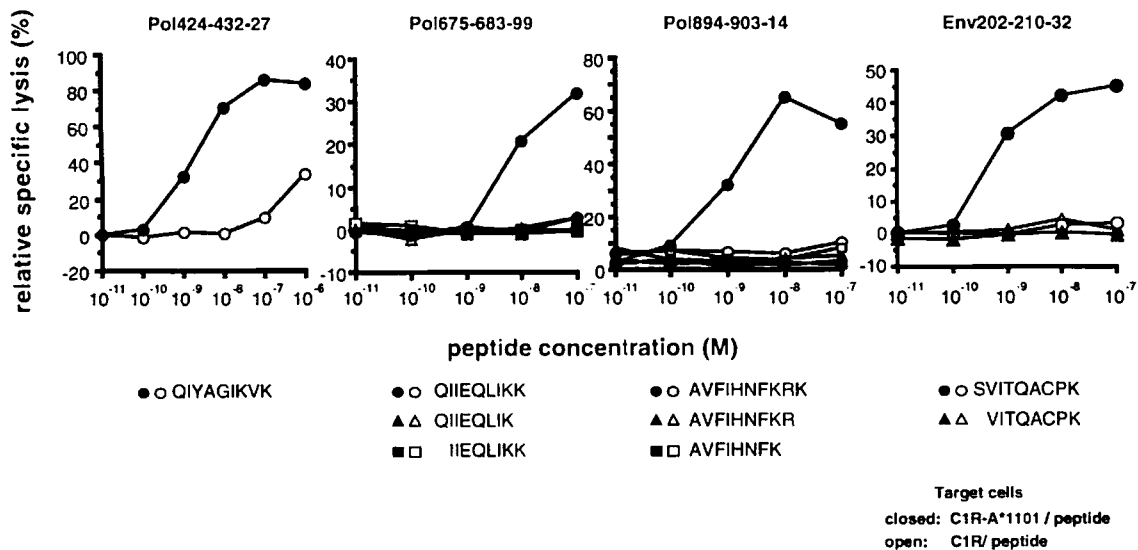 Pol424-432-27 Pol675-683-99 Pol894-903-14 Env202-210-32
relative specific lysis (%)
100
80
60
40
20
0
-20
40
30
20
10
0
-10
80
60
40
20
0
50
40
30
20
10
0
-10
10^-11 10^-10 10^-9 10^-8 10^-7 10^-6
10^-11 10^-10 10^-9 10^-8 10^-7
10^-11 10^-10 10^-9 10^-8 10^-7
10^-11 10^-10 10^-9 10^-8 10^-7
peptide concentration (M)
QIYAGIKVK QIIEQLIKK AVFIHNFKRK SVITQACPK
QIIEQLIK AVFIHNFKR VITQACPK
IIEQLIKK AVFIHNFK
Target cells
closed: C1R-A*1101 / peptide
open: C1R/ peptide